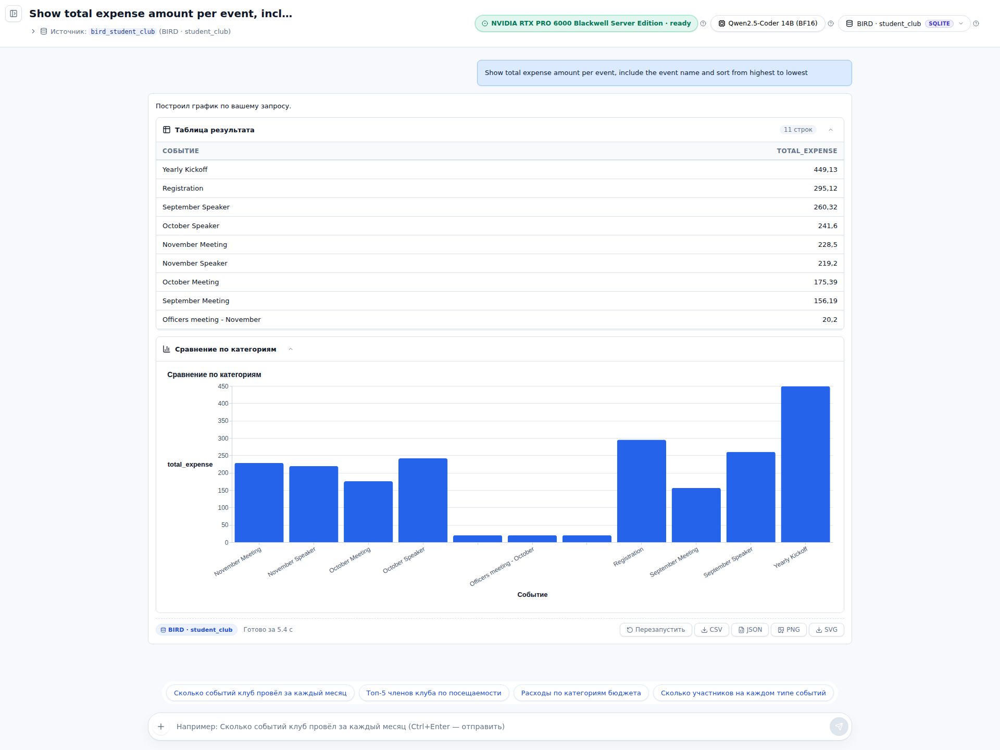 Show total expense amount per event, incl…
Источник: bird_student_club (BIRD · student_club)
NVIDIA RTX PRO 6000 Blackwell Server Edition · ready
Qwen2.5-Coder 14B (BF16)
BIRD · student_club SQLITE
Show total expense amount per event, include the event name and sort from highest to lowest
Построил график по вашему запросу.
Таблица результата
11 строк
СОБЫТИЕ TOTAL_EXPENSE
Yearly Kickoff 449,13
Registration 295,12
September Speaker 260,32
October Speaker 241,6
November Meeting 228,5
November Speaker 219,2
October Meeting 175,39
September Meeting 156,19
Officers meeting - November 20,2
Сравнение по категориям
Сравнение по категориям
450
400
350
300
250
total_expense
200
150
100
50
0
November Meeting
November Speaker
October Meeting
October Speaker
Officers meeting - October
Registration
September Meeting
September Speaker
Yearly Kickoff
Событие
BIRD · student_club
Готово за 5.4 с
Перезапустить
CSV
JSON
PNG
SVG
Сколько событий клуб провёл за каждый месяц
Топ-5 членов клуба по посещаемости
Расходы по категориям бюджета
Сколько участников на каждом типе событий
Например: Сколько событий клуб провёл за каждый месяц (Ctrl+Enter — отправить)